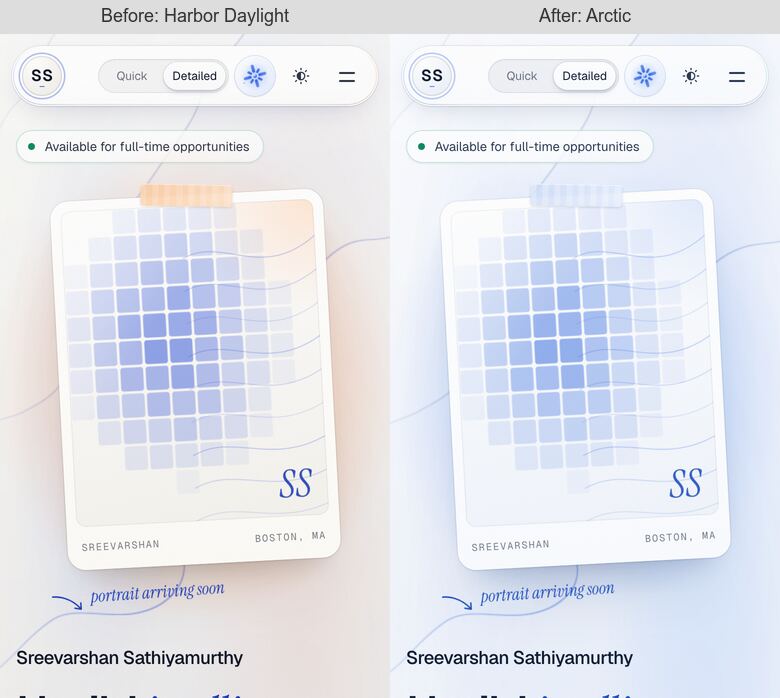 Before: Harbor Daylight
After: Arctic
SS
Quick
Detailed
Available for full-time opportunities
SS
SREEVARSHAN
BOSTON, MA
portrait arriving soon
Sreevarshan Sathiyamurthy
SS
Quick
Detailed
Available for full-time opportunities
SS
SREEVARSHAN
BOSTON, MA
portrait arriving soon
Sreevarshan Sathiyamurthy